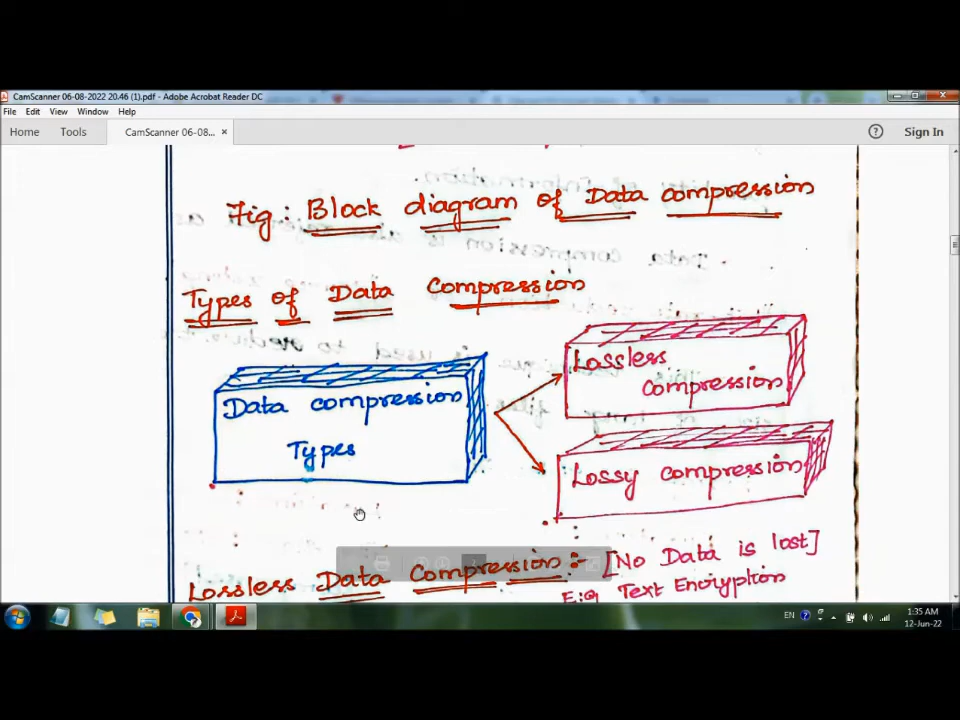 CamScanner 06-08-2022 20.46 (1).pdf - Adobe Acrobat Reader DC
File Edit View Window Help
Home Tools CamScanner 06-08... × ? Sign In
Fig: Block diagram of Data compression
Types of Data Compression
Data compression
Types
Lossless
compression
Lossy compression
Lossless Data Compression :- [No Data is lost]
E.g Text Encryption
EN
1:35 AM
12-Jun-22